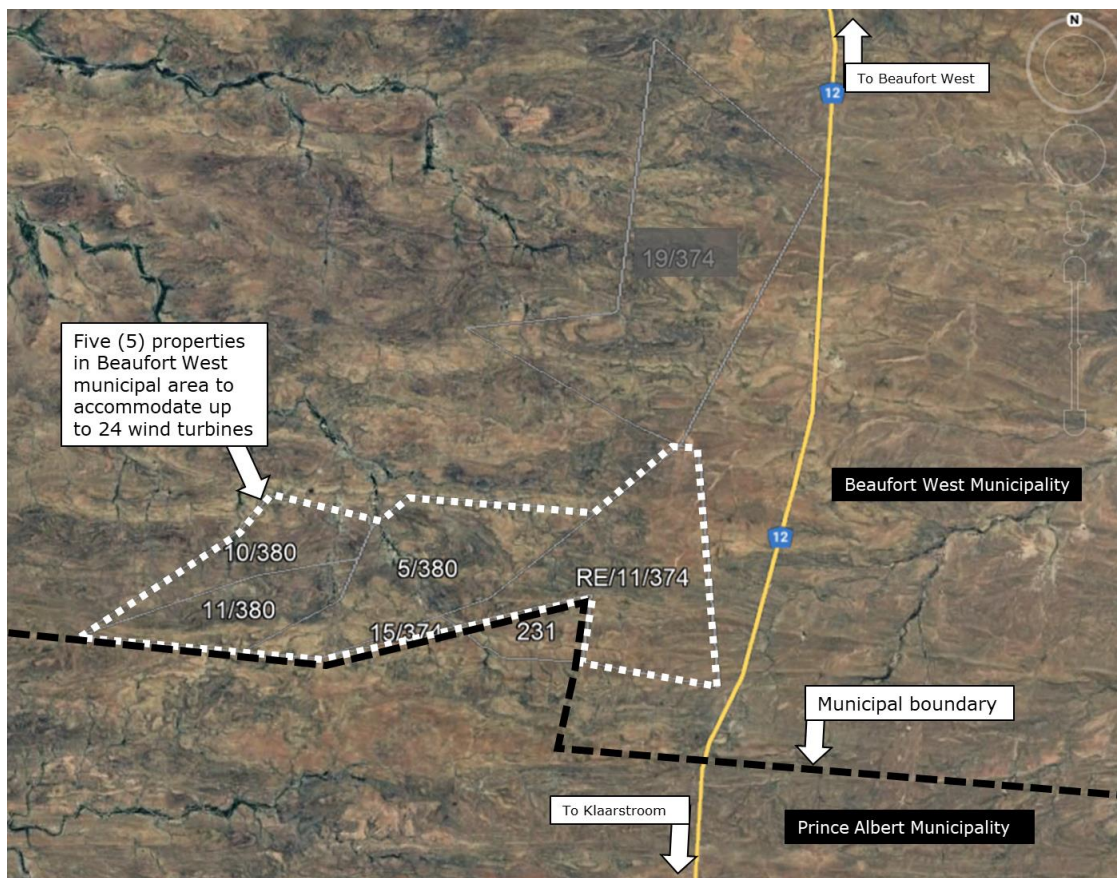 N
To Beaufort West
12
19/374
Five (5) properties
in Beaufort West
municipal area to
accommodate up
to 24 wind turbines
Beaufort West Municipality
12
10/380
5/380
RE/11/374
11/380
15/374
231
Municipal boundary
To Klaarstroom
Prince Albert Municipality